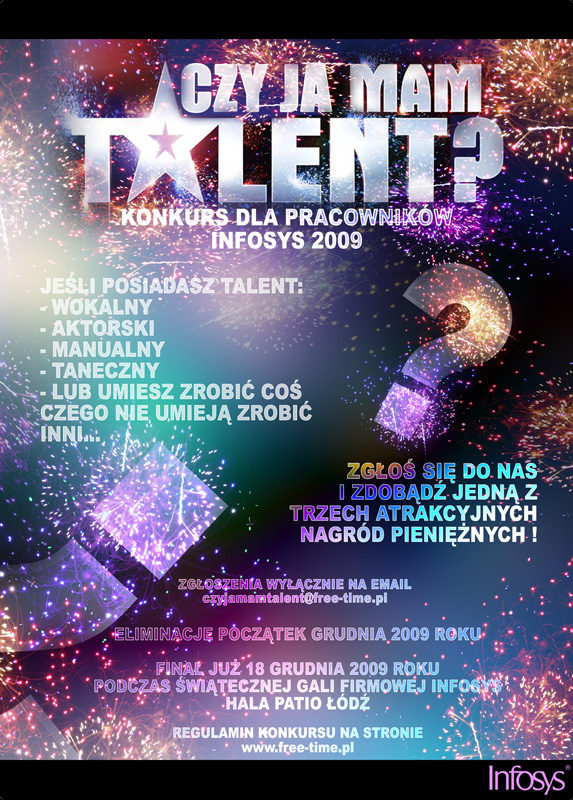 CZY JA MAM
TALENT?
KONKURS DLA PRACOWNIKÓW
INFOSYS 2009
JEŚLI POSIADASZ TALENT:
- WOKALNY
- AKTORSKI
- MANUALNY
- TANECZNY
- LUB UMIESZ ZROBIĆ COŚ
CZEGO NIE UMIEJĄ ZROBIĆ
INNI...
?
ZGŁOŚ SIĘ DO NAS
I ZDOBĄDŹ JEDNĄ Z
TRZECH ATRAKCYJNYCH
NAGRÓD PIENIĘŻNYCH !
?
ZGŁOSZENIA WYŁĄCZNIE NA EMAIL
czyjamamtalent@free-time.pl
ELIMINACJE POCZĄTEK GRUDNIA 2009 ROKU
FINAŁ JUŻ 18 GRUDNIA 2009 ROKU
PODCZAS ŚWIĄTECZNEJ GALI FIRMOWEJ INFOSYS
HALA PATIO ŁÓDŹ
REGULAMIN KONKURSU NA STRONIE
www.free-time.pl
Infosys®